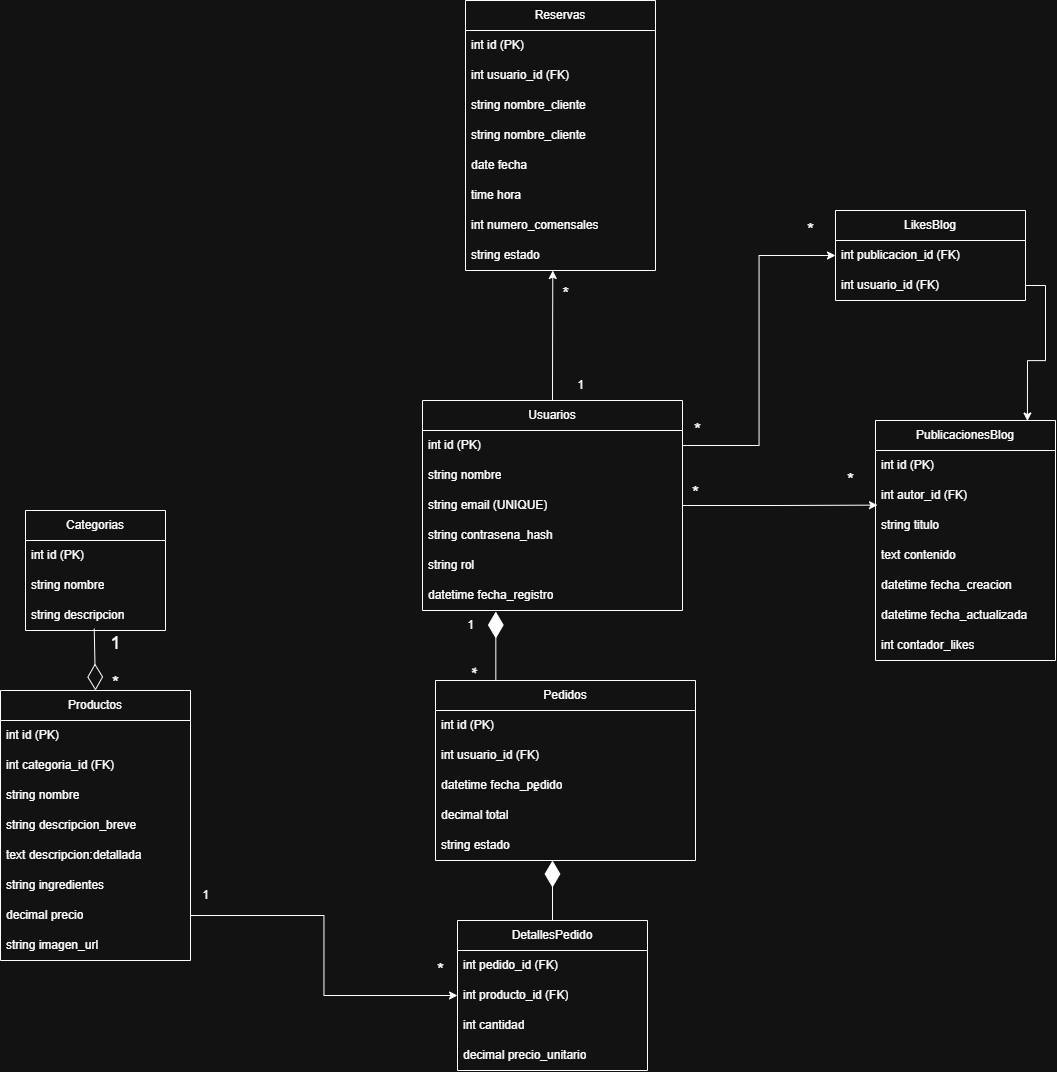 Reservas
int id (PK)
int usuario_id (FK)
string nombre_cliente
string nombre_cliente
date fecha
time hora
int numero_comensales
string estado
*
1
LikesBlog
int publicacion_id (FK)
int usuario_id (FK)
*
Usuarios
int id (PK)
string nombre
string email (UNIQUE)
string contrasena_hash
string rol
datetime fecha_registro
*
*
*
PublicacionesBlog
int id (PK)
int autor_id (FK)
string titulo
text contenido
datetime fecha_creacion
datetime fecha_actualizada
int contador_likes
Categorias
int id (PK)
string nombre
string descripcion
1
*
1
*
Productos
int id (PK)
int categoria_id (FK)
string nombre
string descripcion_breve
text descripcion:detallada
string ingredientes
decimal precio
string imagen_url
1
*
Pedidos
int id (PK)
int usuario_id (FK)
datetime fecha_pedido
decimal total
string estado
DetallesPedido
int pedido_id (FK)
int producto_id (FK)
int cantidad
decimal precio_unitario